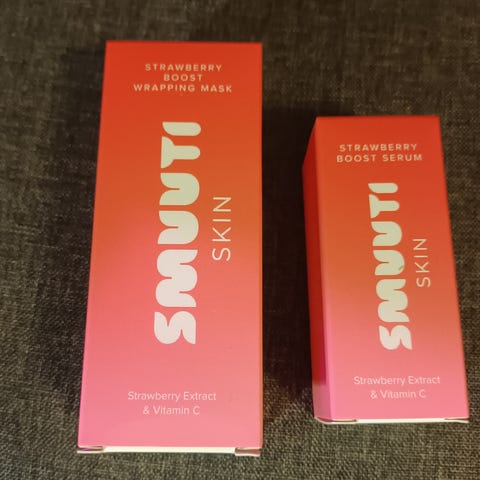 STRAWBERRY
BOOST
WRAPPING MASK
SMUUTI
SKIN
Strawberry Extract
& Vitamin C
STRAWBERRY
BOOST SERUM
SMUUTI
SKIN
Strawberry Extract
& Vitamin C